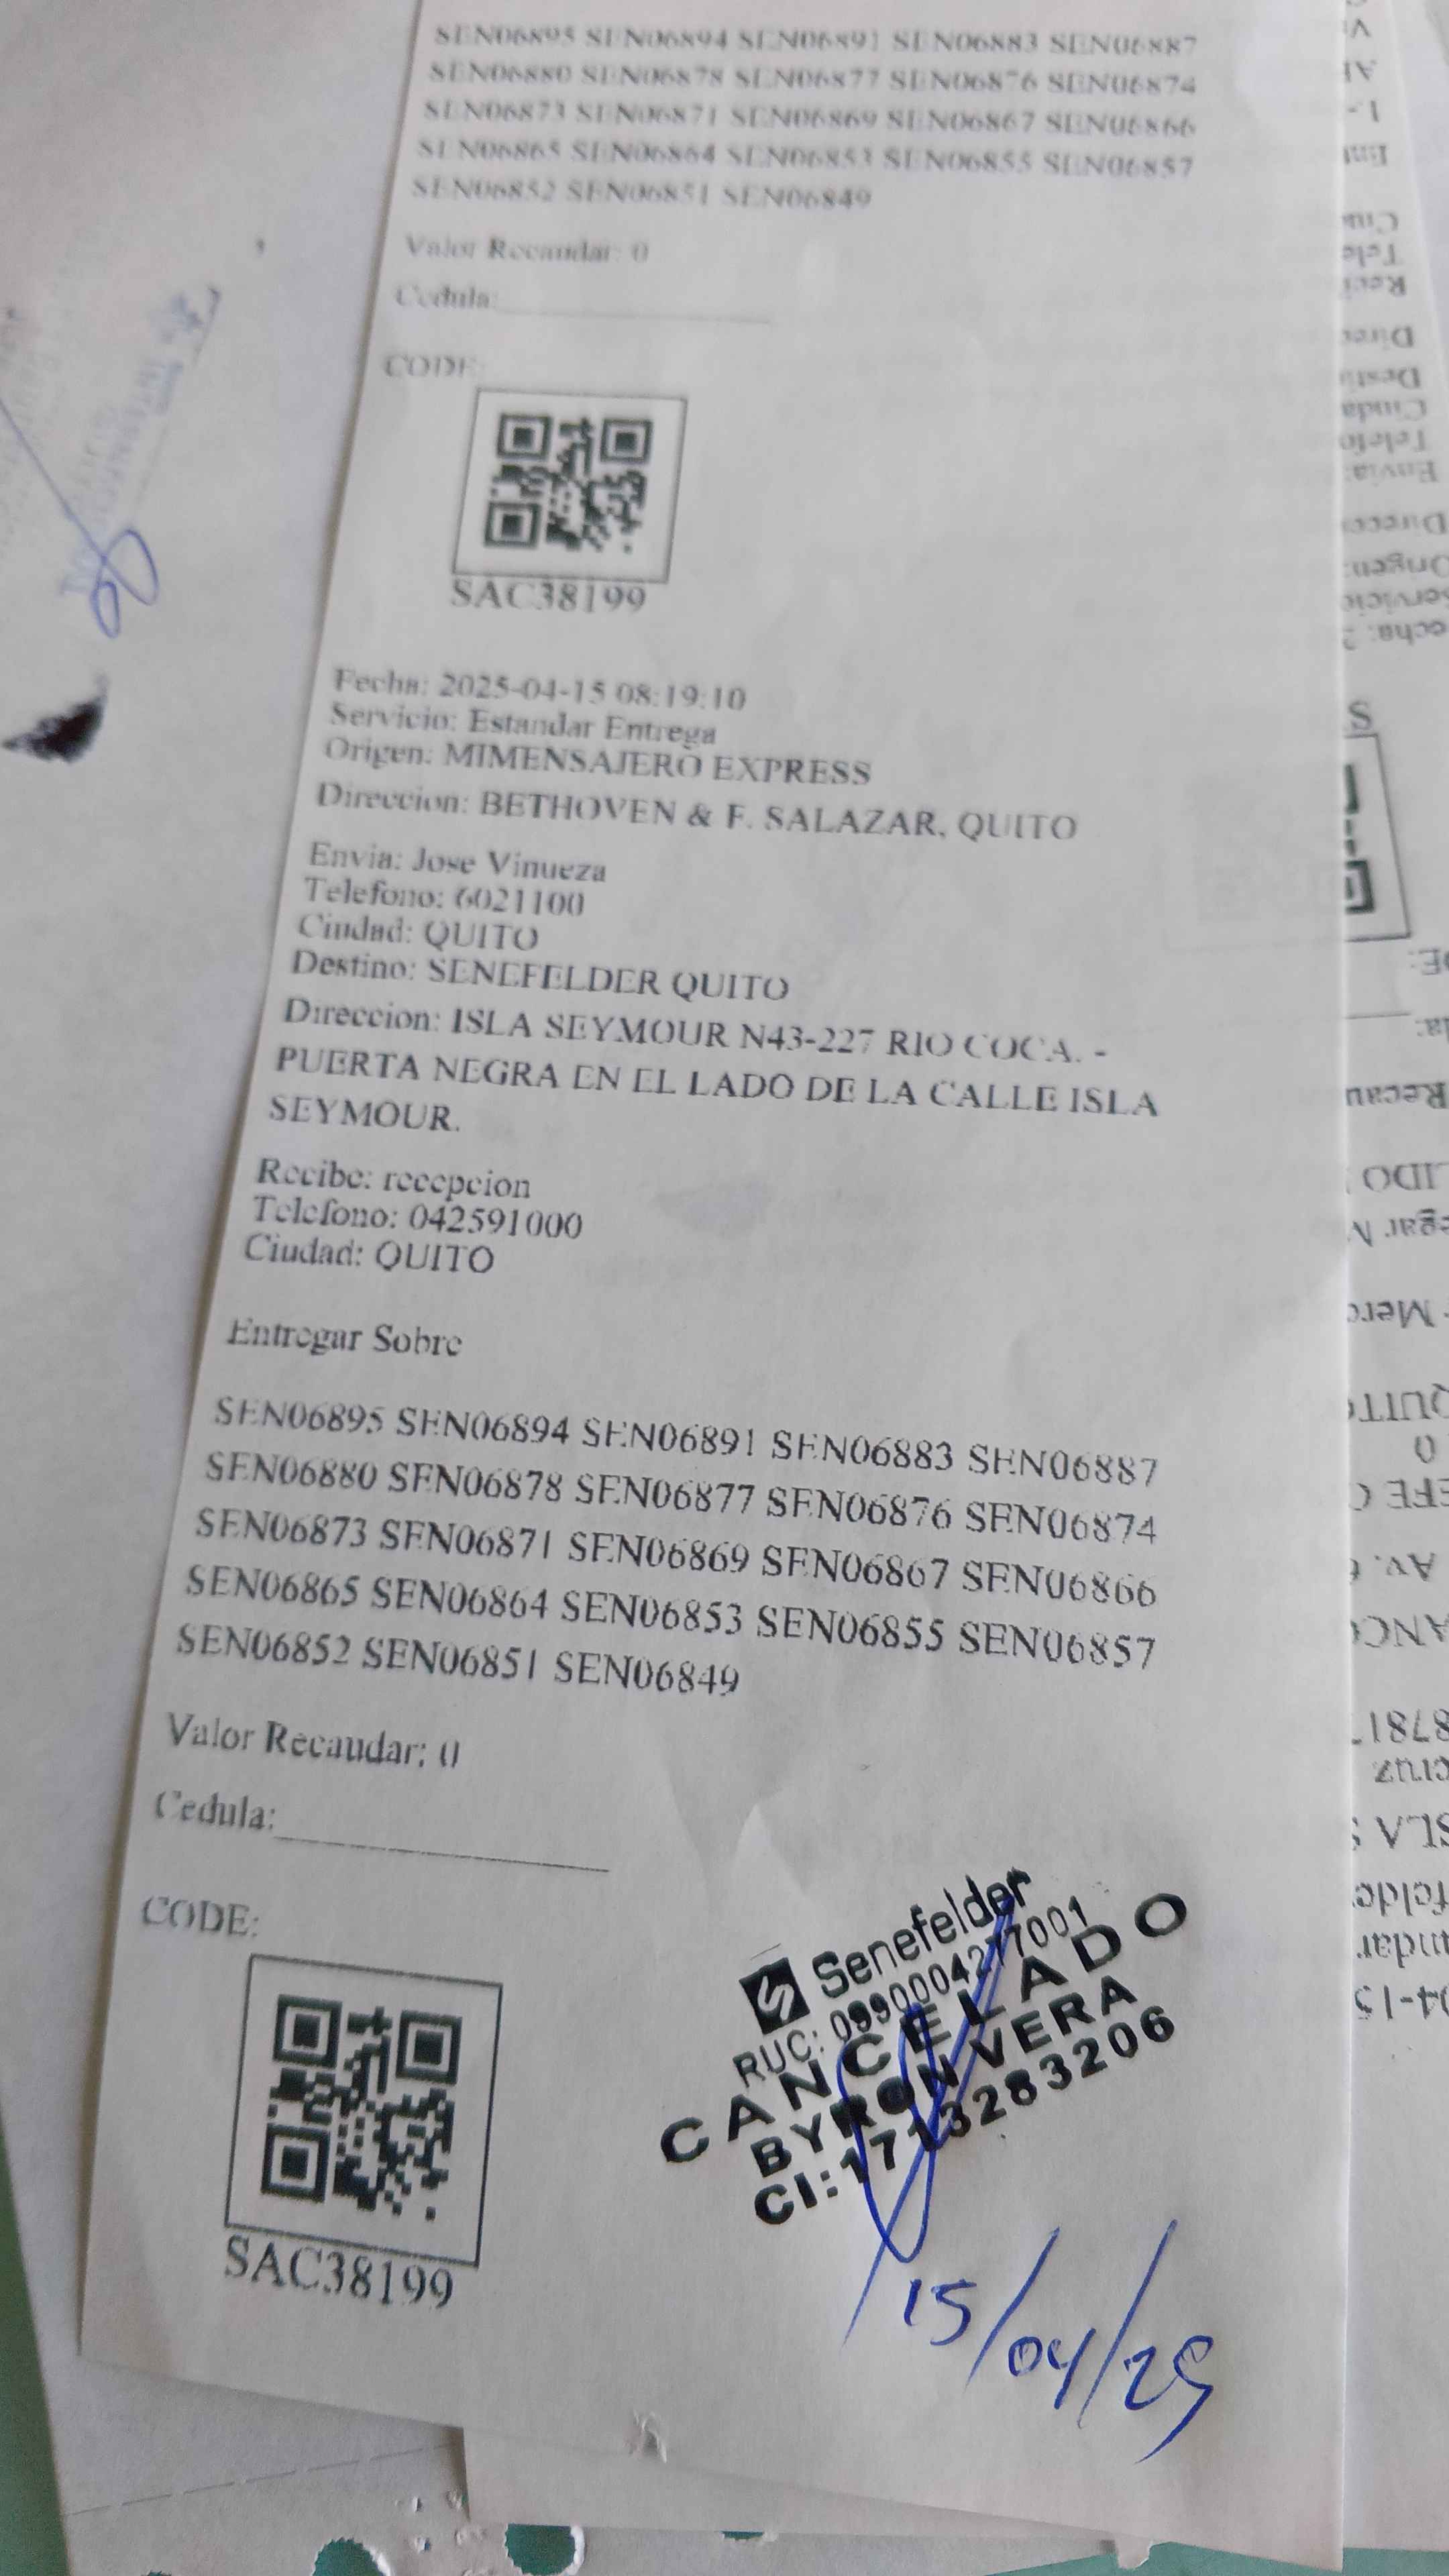 SEN06895 SEN06894 SEN06891 SEN06883 SEN06887
SEN06880 SEN06878 SEN06877 SEN06876 SEN06874
SEN06873 SEN06871 SEN06869 SEN06867 SEN06866
SEN06865 SEN06864 SEN06853 SEN06855 SEN06857
SEN06852 SEN06851 SEN06849
Valor Recaudar: 0
Cedula:
CODE:
SAC38199
Fecha: 2025-04-15 08:19:10
Servicio: Estandar Entrega
Origen: MIMENSAJERO EXPRESS
Direccion: BETHOVEN & F. SALAZAR, QUITO
Envia: Jose Vinueza
Telefono: 6021100
Ciudad: QUITO
Destino: SENEFELDER QUITO
Direccion: ISLA SEYMOUR N43-227 RIO COCA. -
PUERTA NEGRA EN EL LADO DE LA CALLE ISLA
SEYMOUR.
Recibe: recepcion
Telefono: 042591000
Ciudad: QUITO
Entregar Sobre
SEN06895 SEN06894 SEN06891 SEN06883 SEN06887
SEN06880 SEN06878 SEN06877 SEN06876 SEN06874
SEN06873 SEN06871 SEN06869 SEN06867 SEN06866
SEN06865 SEN06864 SEN06853 SEN06855 SEN06857
SEN06852 SEN06851 SEN06849
Valor Recaudar: 0
Cedula:
CODE:
SAC38199
Senefelder
RUC: 0990004277001
CANCELADO
BYRON VERA
CI:1713283206
15/04/25